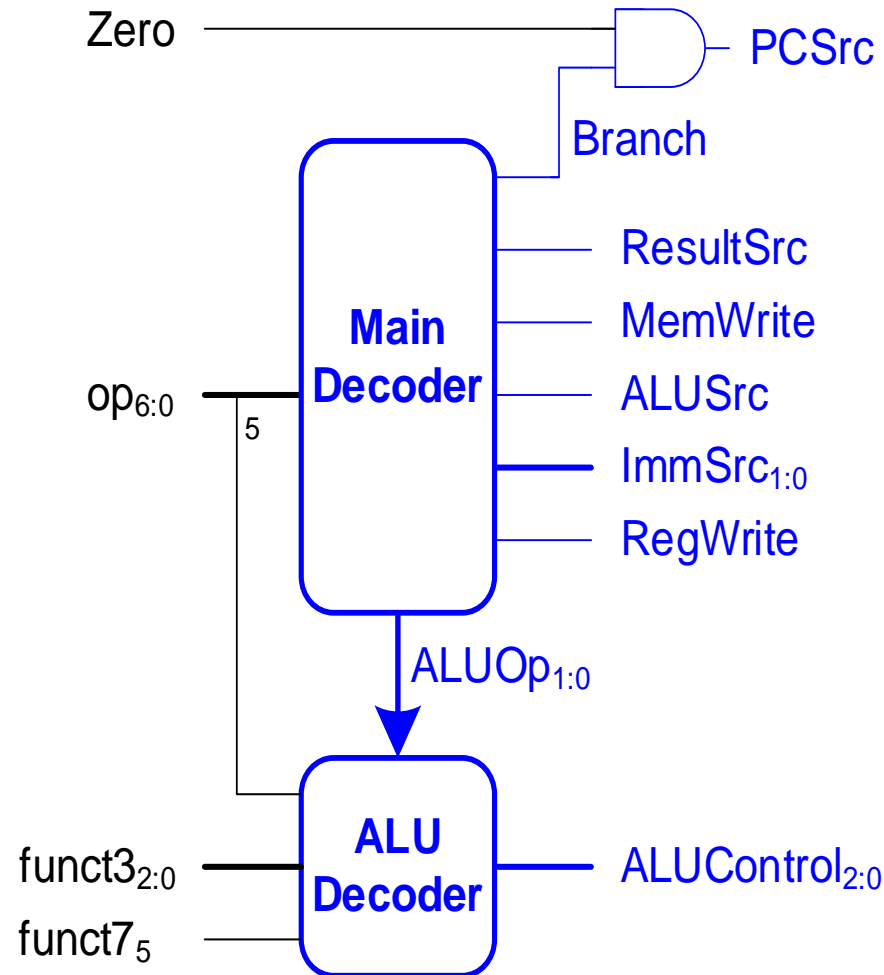 Zero
PCSrc
Branch
ResultSrc
Main
Decoder
MemWrite
op6:0
5
ALUSrc
ImmSrc1:0
RegWrite
ALUOp1:0
ALU
Decoder
funct32:0
ALUControl2:0
funct75